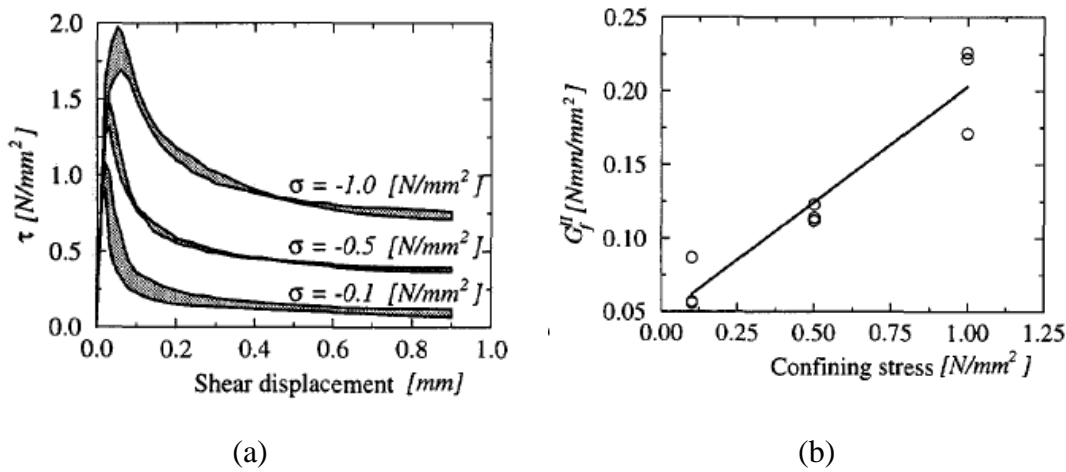 2.0
1.5
1.0
0.5
0.0
τ [N/mm²]
σ = -1.0 [N/mm²]
σ = -0.5 [N/mm²]
σ = -0.1 [N/mm²]
0.0 0.2 0.4 0.6 0.8 1.0
Shear displacement [mm]
(a)
0.25
0.20
0.15
0.10
0.05
G_f^II [Nmm/mm²]
0.00 0.25 0.50 0.75 1.00 1.25
Confining stress [N/mm²]
(b)